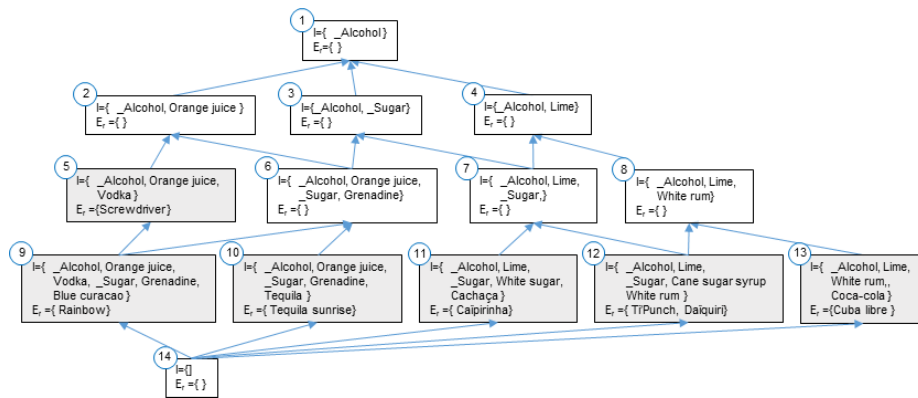 1
I={ _Alcohol }
Er={ }
2
I={ _Alcohol, Orange juice }
Er ={ }
3
I={_Alcohol, _Sugar}
Er ={ }
4
I={_Alcohol, Lime}
Er ={ }
5
I={ _Alcohol, Orange juice,
Vodka }
Er ={Screwdriver}
6
I={ _Alcohol, Orange juice,
_Sugar, Grenadine}
Er ={ }
7
I={ _Alcohol, Lime,
_Sugar,}
Er ={ }
8
I={ _Alcohol, Lime,
White rum}
Er ={ }
9
I={ _Alcohol, Orange juice,
Vodka, _Sugar, Grenadine,
Blue curacao }
Er ={ Rainbow}
10
I={ _Alcohol, Orange juice,
_Sugar, Grenadine,
Tequila }
Er ={ Tequila sunrise}
11
I={ _Alcohol, Lime,
_Sugar, White sugar,
Cachaça }
Er ={ Caïpirinha}
12
I={ _Alcohol, Lime,
_Sugar, Cane sugar syrup
White rum }
Er ={ Ti'Punch, Daïquiri}
13
I={ _Alcohol, Lime,
White rum,,
Coca-cola }
Er ={Cuba libre }
14
I={]
Er ={ }